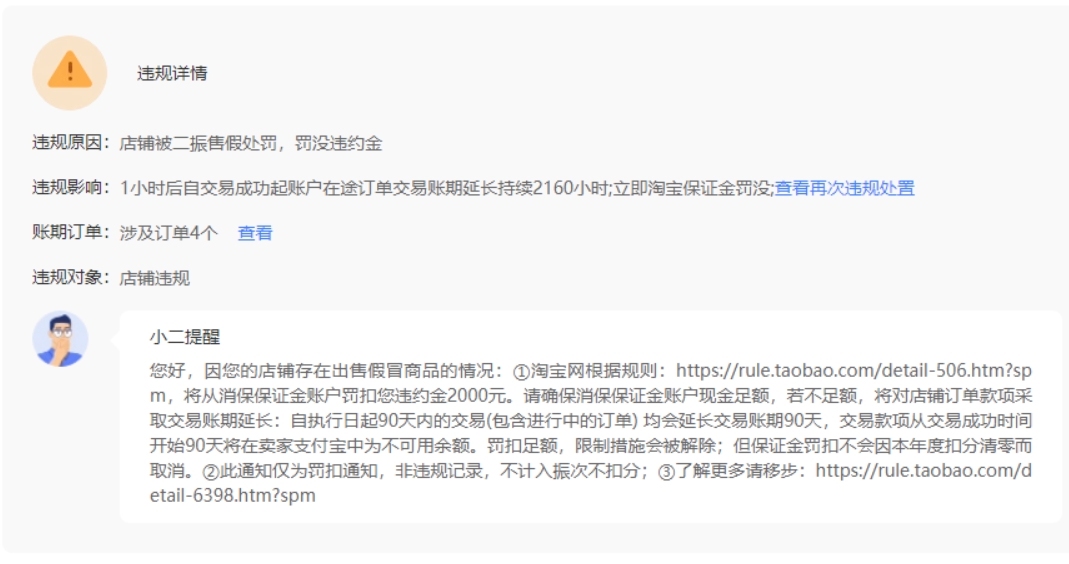 违规详情
违规原因：店铺被二振售假处罚，罚没违约金
违规影响：1小时后自交易成功起账户在途订单交易账期延长持续2160小时;立即淘宝保证金罚没;查看再次违规处置
账期订单：涉及订单4个 查看
违规对象：店铺违规
小二提醒
您好，因您的店铺存在出售假冒商品的情况：①淘宝网根据规则：https://rule.taobao.com/detail-506.htm?sp
m，将从消保保证金账户罚扣您违约金2000元。请确保消保保证金账户现金足额，若不足额，将对店铺订单款项采
取交易账期延长：自执行日起90天内的交易(包含进行中的订单) 均会延长交易账期90天，交易款项从交易成功时间
开始90天将在卖家支付宝中为不可用余额。罚扣足额，限制措施会被解除；但保证金罚扣不会因本年度扣分清零而
取消。②此通知仅为罚扣通知，非违规记录，不计入振次不扣分；③了解更多请移步：https://rule.taobao.com/d
etail-6398.htm?spm